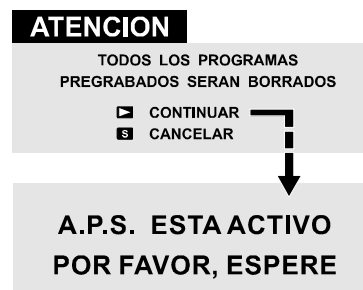 ATENCION
TODOS LOS PROGRAMAS
PREGRABADOS SERAN BORRADOS
CONTINUAR
S CANCELAR
A.P.S. ESTA ACTIVO
POR FAVOR, ESPERE